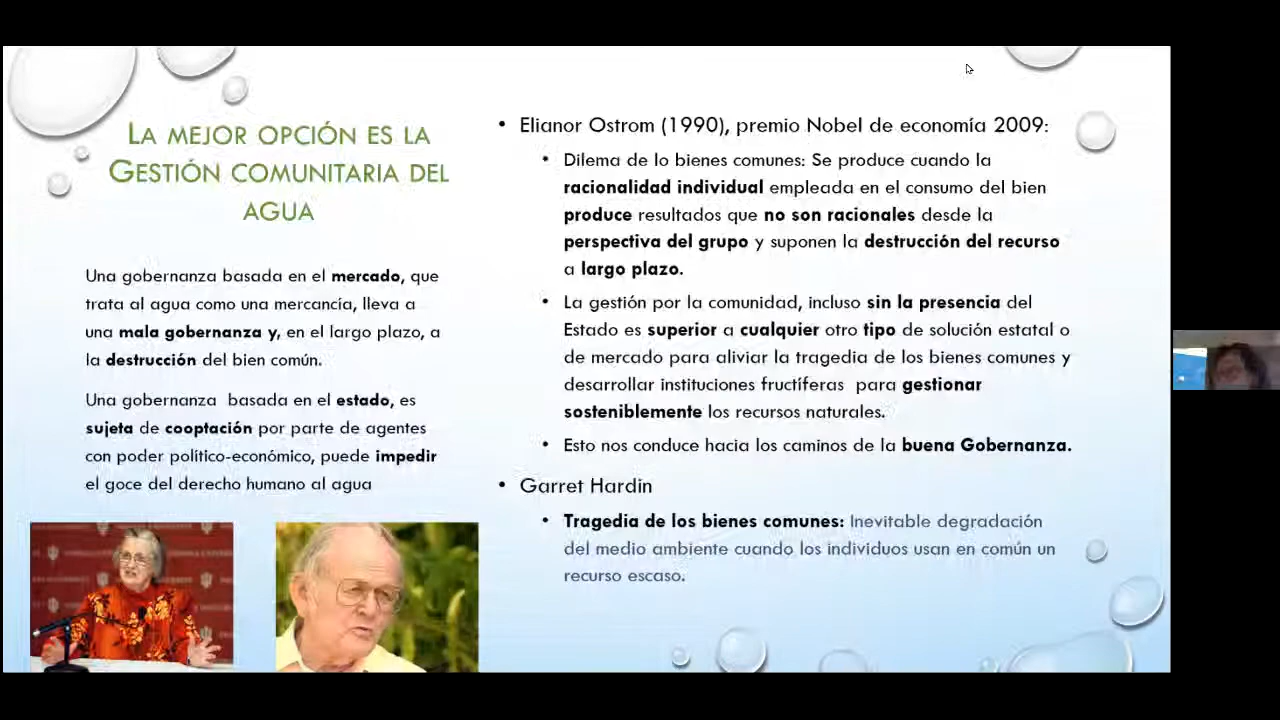 LA MEJOR OPCIÓN ES LA
GESTIÓN COMUNITARIA DEL
AGUA
Una gobernanza basada en el mercado, que
trata al agua como una mercancía, lleva a
una mala gobernanza y, en el largo plazo, a
la destrucción del bien común.
Una gobernanza basada en el estado, es
sujeta de cooptación por parte de agentes
con poder político-económico, puede impedir
el goce del derecho humano al agua
• Elianor Ostrom (1990), premio Nobel de economía 2009:
• Dilema de lo bienes comunes: Se produce cuando la
racionalidad individual empleada en el consumo del bien
produce resultados que no son racionales desde la
perspectiva del grupo y suponen la destrucción del recurso
a largo plazo.
• La gestión por la comunidad, incluso sin la presencia del
Estado es superior a cualquier otro tipo de solución estatal o
de mercado para aliviar la tragedia de los bienes comunes y
desarrollar instituciones fructíferas para gestionar
sosteniblemente los recursos naturales.
• Esto nos conduce hacia los caminos de la buena Gobernanza.
• Garret Hardin
• Tragedia de los bienes comunes: Inevitable degradación
del medio ambiente cuando los individuos usan en común un
recurso escaso.